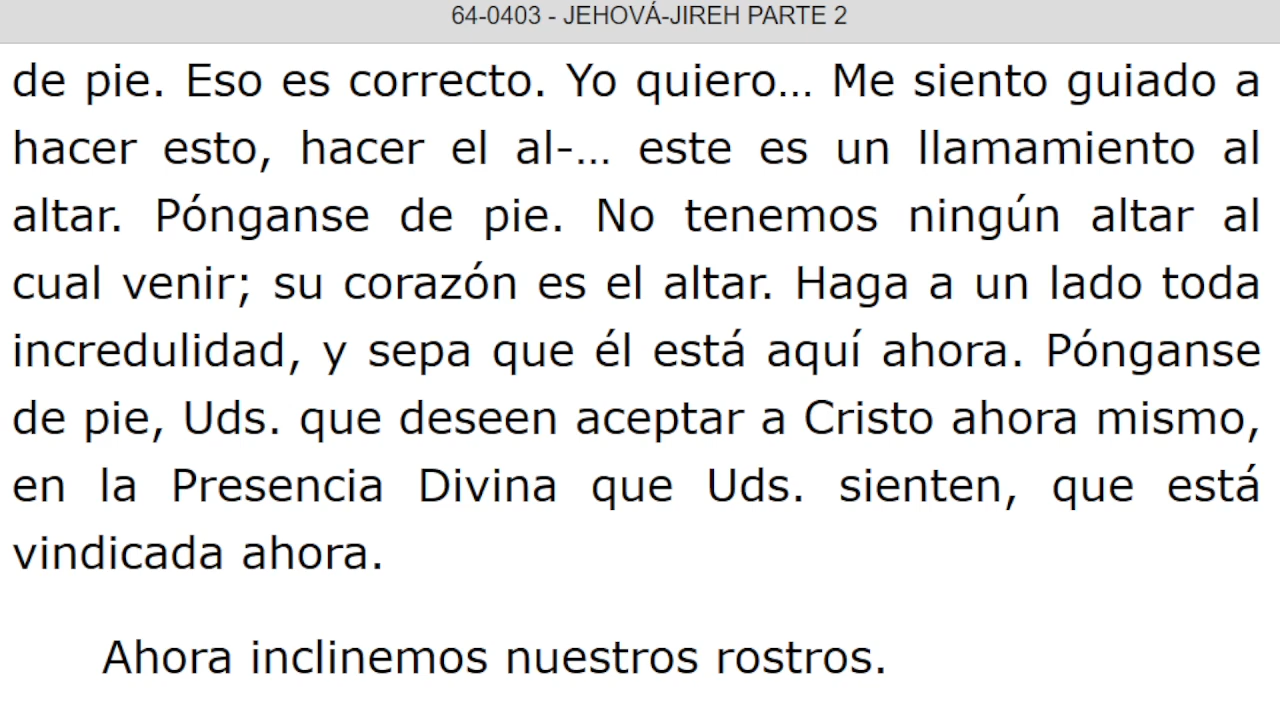 64-0403 - JEHOVÁ-JIREH PARTE 2
de pie. Eso es correcto. Yo quiero... Me siento guiado a
hacer esto, hacer el al-... este es un llamamiento al
altar. Pónganse de pie. No tenemos ningún altar al
cual venir; su corazón es el altar. Haga a un lado toda
incredulidad, y sepa que él está aquí ahora. Pónganse
de pie, Uds. que deseen aceptar a Cristo ahora mismo,
en la Presencia Divina que Uds. sienten, que está
vindicada ahora.
Ahora inclinemos nuestros rostros.